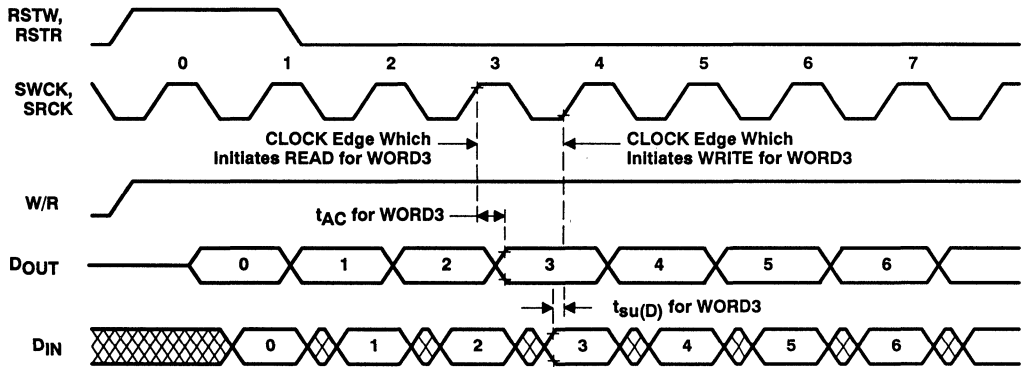 RSTW,
RSTR
0 1 2 3 4 5 6 7
SWCK,
SRCK
CLOCK Edge Which
Initiates READ for WORD3
CLOCK Edge Which
Initiates WRITE for WORD3
W/R
tAC for WORD3
DOUT 0 1 2 3 4 5 6
tsu(D) for WORD3
DIN 0 1 2 3 4 5 6